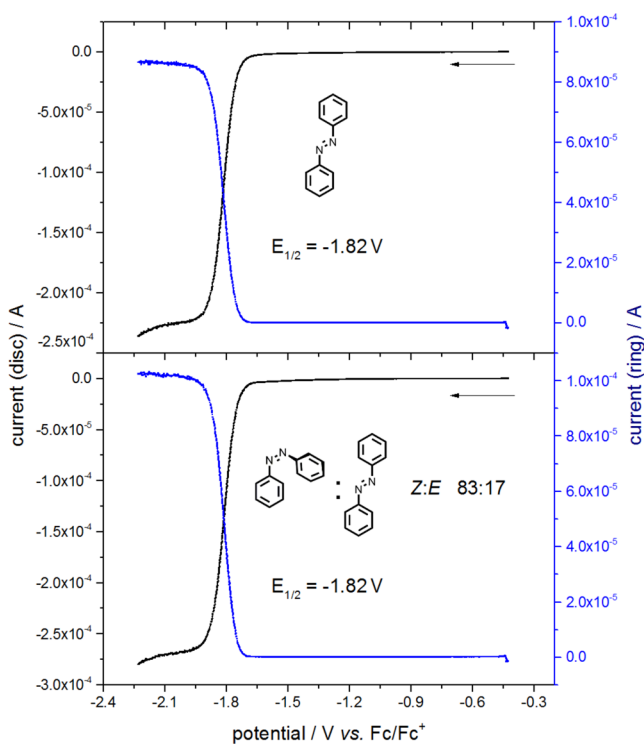 0.0
-5.0x10⁻⁵
-1.0x10⁻⁴
-1.5x10⁻⁴
-2.0x10⁻⁴
-2.5x10⁻⁴
1.0x10⁻⁴
8.0x10⁻⁵
6.0x10⁻⁵
4.0x10⁻⁵
2.0x10⁻⁵
0.0
N
N
E₁/₂ = -1.82 V
0.0
-5.0x10⁻⁵
-1.0x10⁻⁴
-1.5x10⁻⁴
-2.0x10⁻⁴
-2.5x10⁻⁴
-3.0x10⁻⁴
1.0x10⁻⁴
8.0x10⁻⁵
6.0x10⁻⁵
4.0x10⁻⁵
2.0x10⁻⁵
0.0
N
N
:
N
N
Z:E 83:17
E₁/₂ = -1.82 V
current (disc) / A
current (ring) / A
-2.4 -2.1 -1.8 -1.5 -1.2 -0.9 -0.6 -0.3
potential / V vs. Fc/Fc⁺